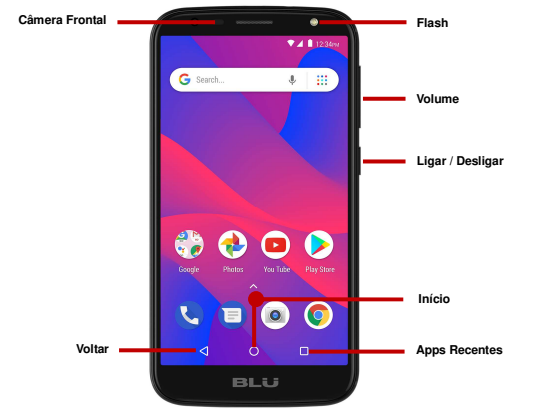 Câmera Frontal
Flash
12:34PM
Search...
Volume
Ligar / Desligar
Google
Photos
You Tube
Play Store
Início
Voltar
Apps Recentes
BLU